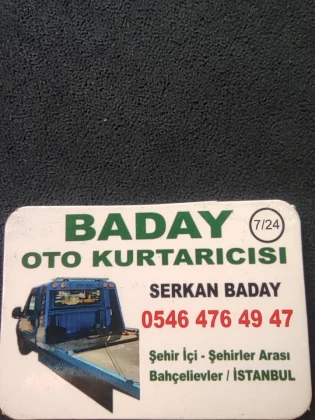 BADAY
7/24
OTO KURTARICISI
SERKAN BADAY
0546 476 49 47
Şehir İçi - Şehirler Arası
Bahçelievler / İSTANBUL